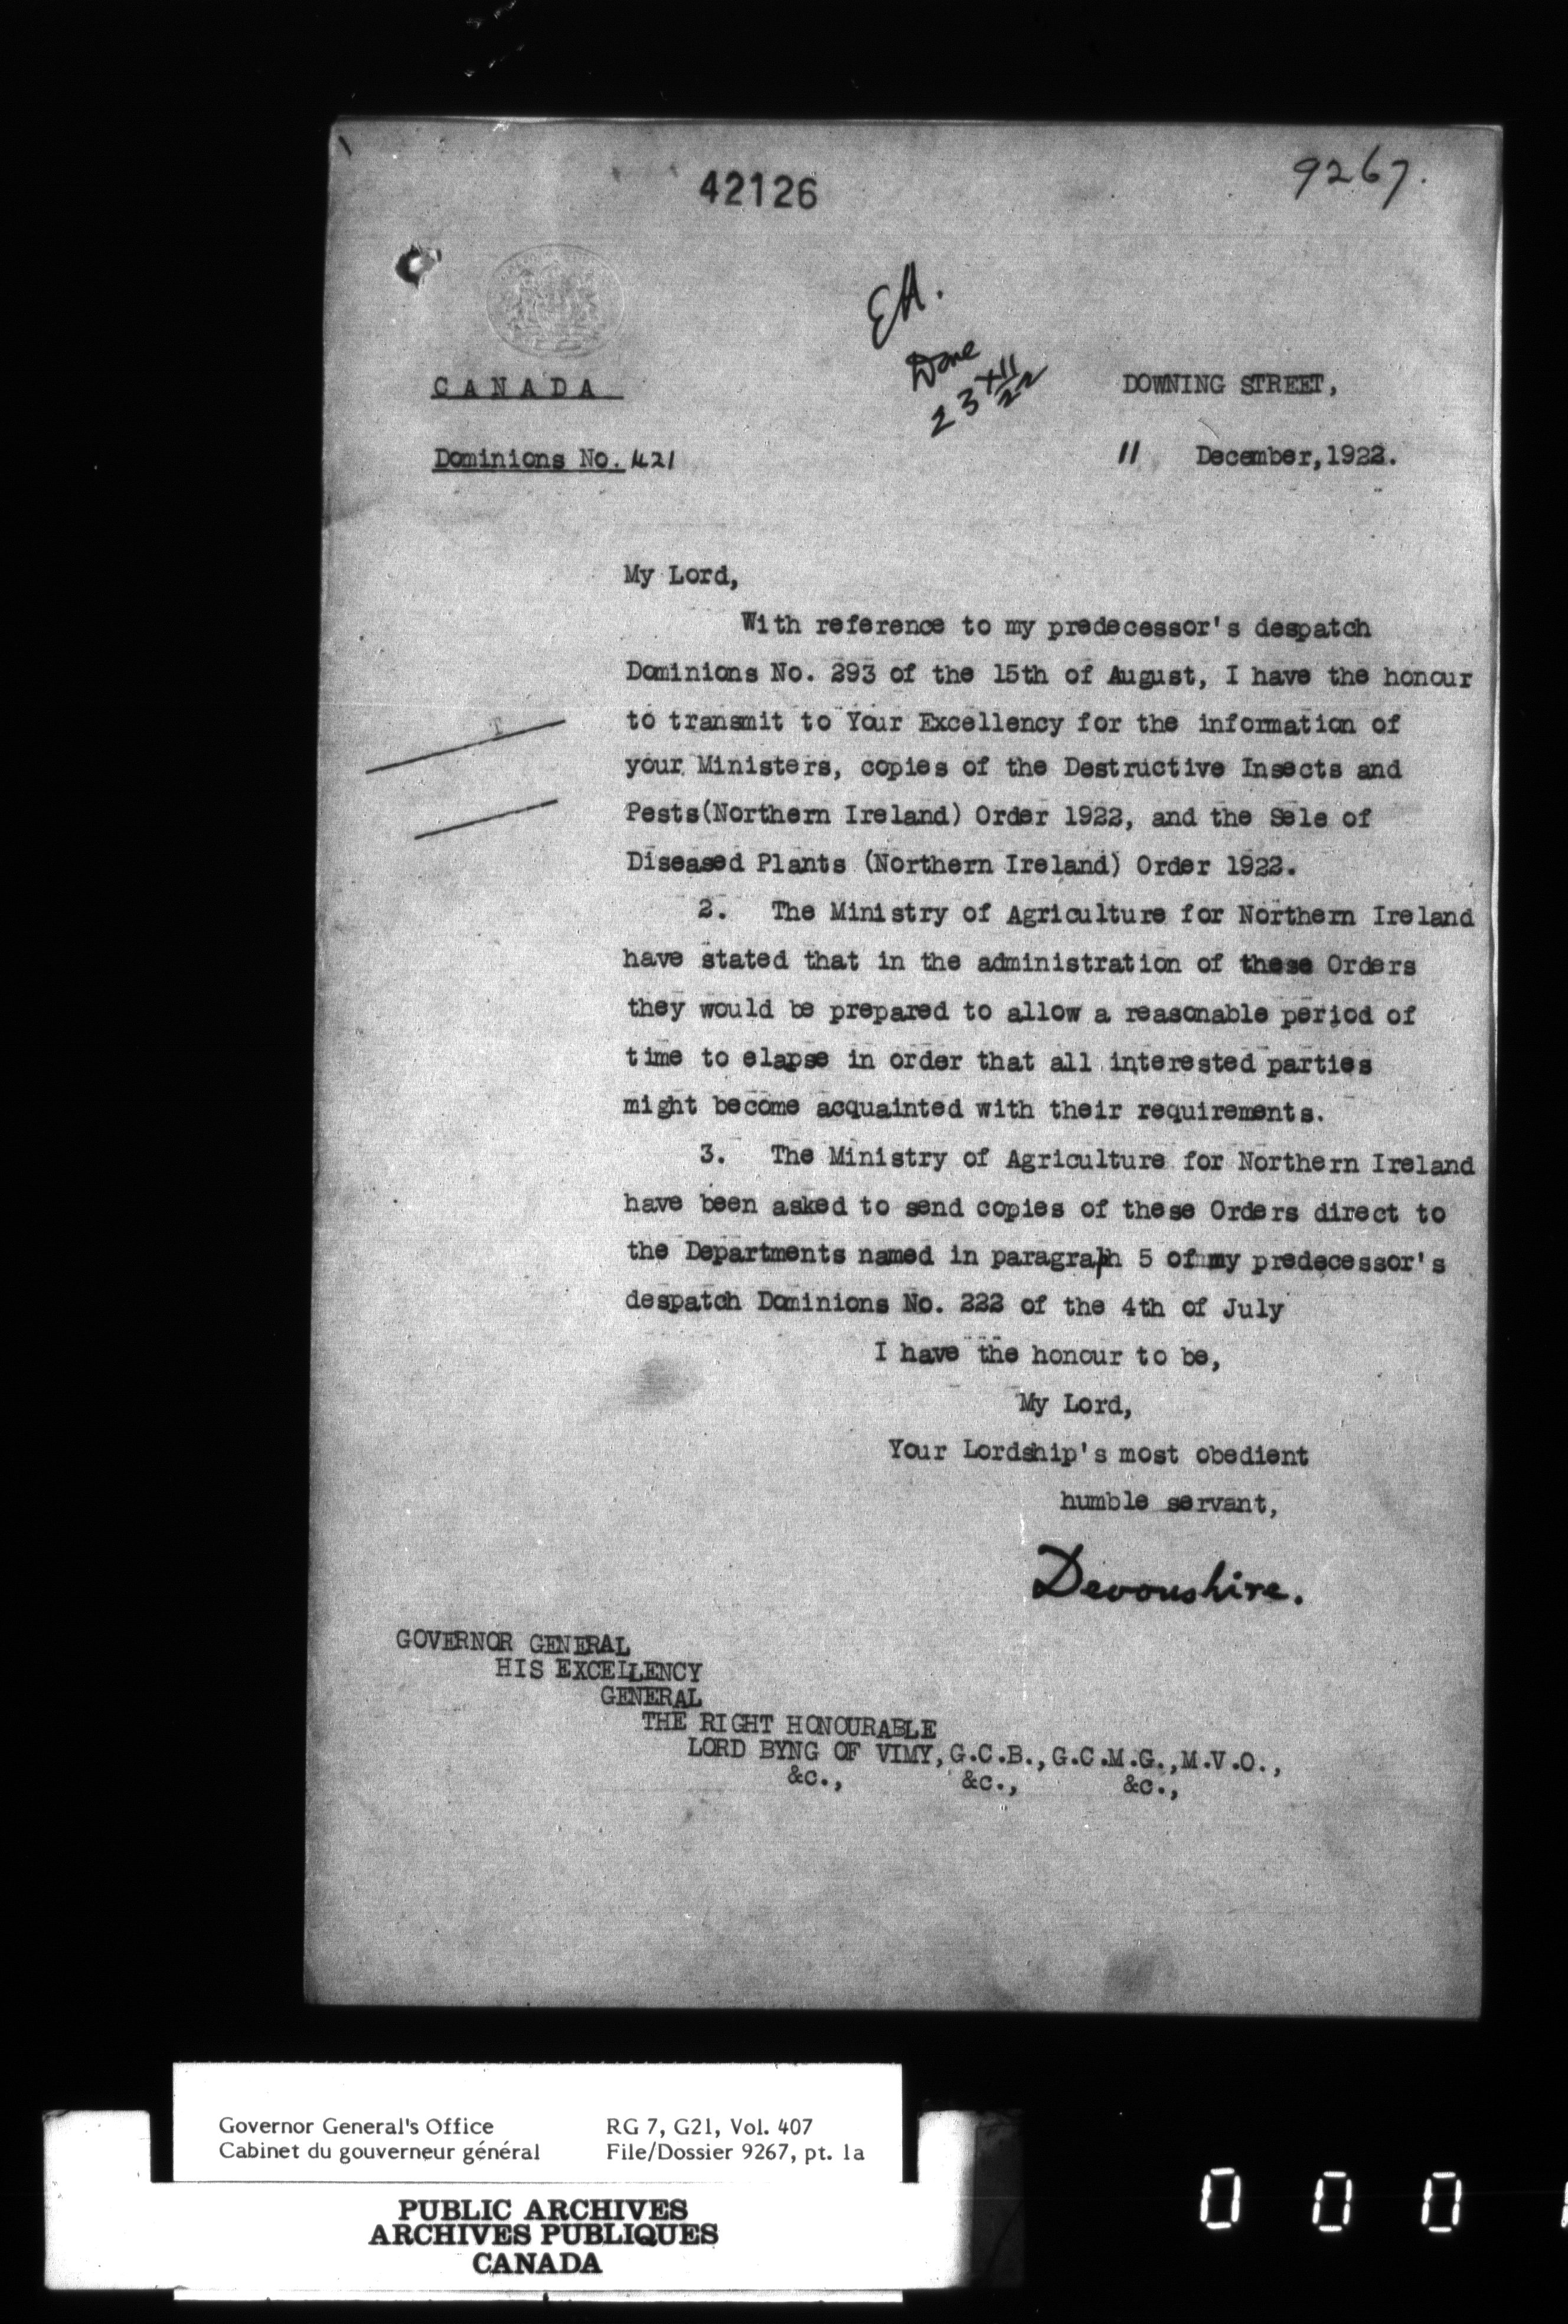 42126
9267.
EA.
Done
23 XII
22
CANADA
DOWNING STREET,
Dominions No. 421
11 December, 1922.
My Lord,
With reference to my predecessor's despatch
Dominions No. 293 of the 15th of August, I have the honour
to transmit to Your Excellency for the information of
your Ministers, copies of the Destructive Insects and
Pests(Northern Ireland) Order 1922, and the Sele of
Diseased Plants (Northern Ireland) Order 1922.
2. The Ministry of Agriculture for Northern Ireland
have stated that in the administration of these Orders
they would be prepared to allow a reasonable period of
time to elapse in order that all interested parties
might become acquainted with their requirements.
3. The Ministry of Agriculture for Northern Ireland
have been asked to send copies of these Orders direct to
the Departments named in paragraph 5 of my predecessor's
despatch Dominions No. 222 of the 4th of July
I have the honour to be,
My Lord,
Your Lordship's most obedient
humble servant,
Devonshire.
GOVERNOR GENERAL
HIS EXCELLENCY
GENERAL
THE RIGHT HONOURABLE
LORD BYNG OF VIMY, G.C.B., G.C.M.G., M.V.O.,
&c., &c., &c.,
Governor General's Office RG 7, G21, Vol. 407
Cabinet du gouverneur général File/Dossier 9267, pt. 1a
PUBLIC ARCHIVES
ARCHIVES PUBLIQUES
CANADA
0 0 0